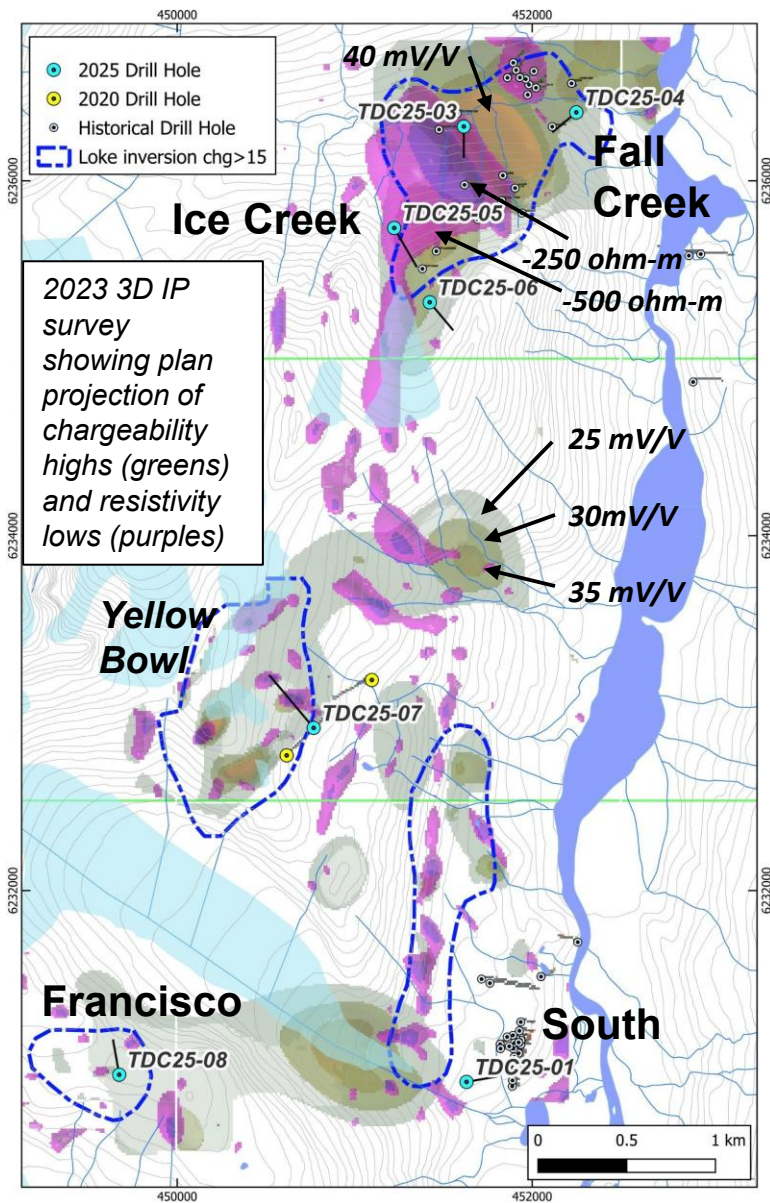 450000
452000
2025 Drill Hole
2020 Drill Hole
Historical Drill Hole
Loke inversion chg>15
40 mV/V
TDC25-03
TDC25-04
Fall
Creek
6236000
Ice Creek
TDC25-05
-250 ohm-m
-500 ohm-m
TDC25-06
2023 3D IP
survey
showing plan
projection of
chargeability
highs (greens)
and resistivity
lows (purples)
25 mV/V
6234000
30mV/V
35 mV/V
Yellow
Bowl
TDC25-07
6232000
Francisco
South
TDC25-08
TDC25-01
0 0.5 1 km
450000
452000
6236000
6234000
6232000